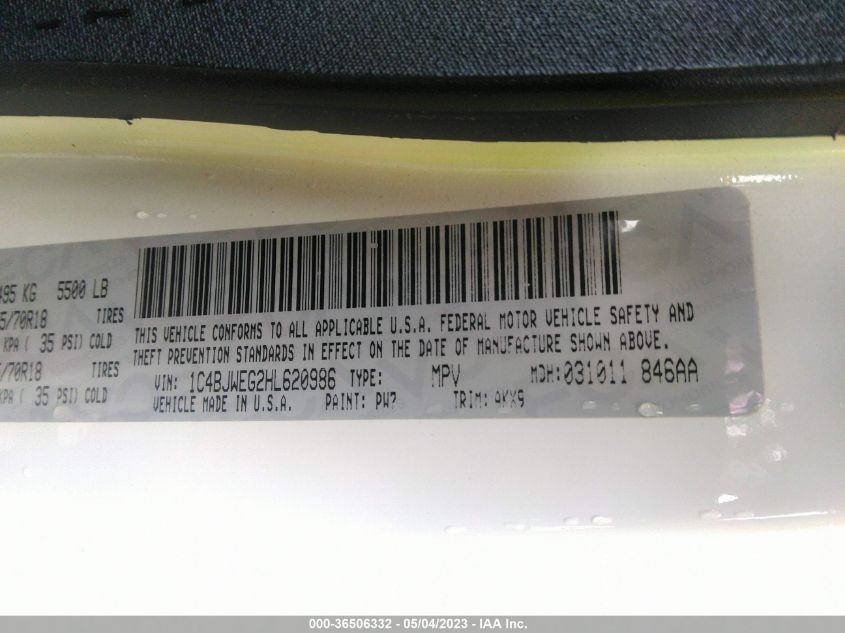 495 KG 5500 LB
5/70R18 TIRES
KPA ( 35 PSI) COLD
/70R18 TIRES
KPA ( 35 PSI) COLD
THIS VEHICLE CONFORMS TO ALL APPLICABLE U.S.A. FEDERAL MOTOR VEHICLE SAFETY AND
THEFT PREVENTION STANDARDS IN EFFECT ON THE DATE OF MANUFACTURE SHOWN ABOVE.
VIN: 1C4BJWEG2HL620986 TYPE: MPV MDH:031011 846AA
VEHICLE MADE IN U.S.A. PAINT: PW7 TRIM: AKX9
000-36506332 - 05/04/2023 - IAA Inc.